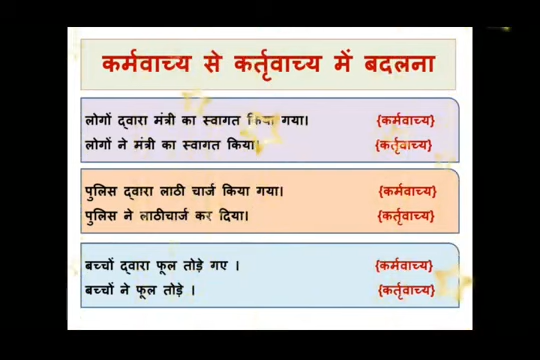 कर्मवाच्य से कर्तृवाच्य में बदलना
लोगों द्वारा मंत्री का स्वागत किया गया। {कर्मवाच्य}
लोगों ने मंत्री का स्वागत किया। {कर्तृवाच्य}
पुलिस द्वारा लाठी चार्ज किया गया। {कर्मवाच्य}
पुलिस ने लाठीचार्ज कर दिया। {कर्तृवाच्य}
बच्चों द्वारा फूल तोड़े गए । {कर्मवाच्य}
बच्चों ने फूल तोड़े । {कर्तृवाच्य}